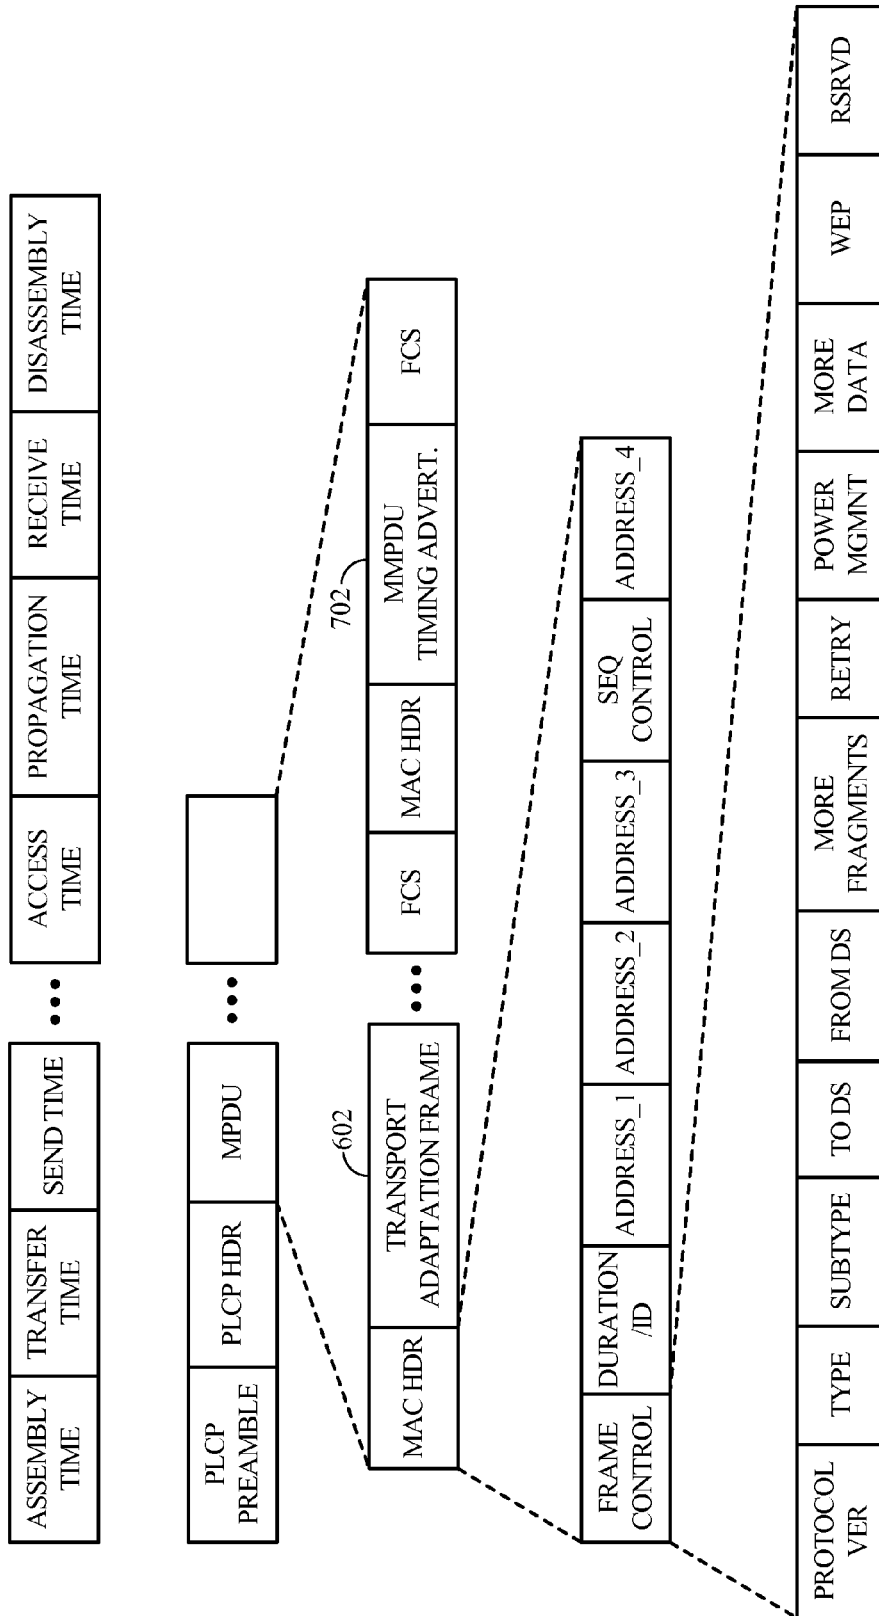 ASSEMBLY
TIME
TRANSFER
TIME
SEND TIME
•••
ACCESS
TIME
PROPAGATION
TIME
RECEIVE
TIME
DISASSEMBLY
TIME
PLCP
PREAMBLE
PLCP HDR
MPDU
•••
MAC HDR
TRANSPORT
ADAPTATION FRAME
602
•••
FCS
MAC HDR
MMPDU
TIMING ADVERT.
702
FCS
FRAME
CONTROL
DURATION
/ID
ADDRESS_1
ADDRESS_2
ADDRESS_3
SEQ
CONTROL
ADDRESS_4
PROTOCOL
VER
TYPE
SUBTYPE
TO DS
FROM DS
MORE
FRAGMENTS
RETRY
POWER
MGMNT
MORE
DATA
WEP
RSRVD